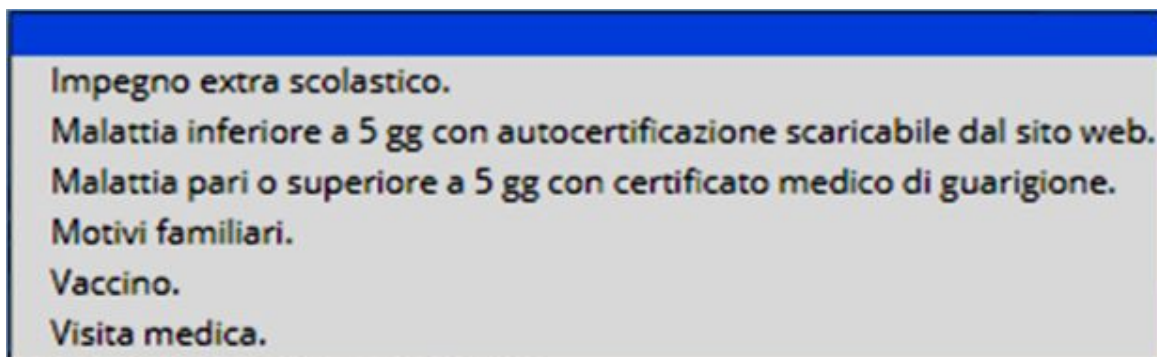 Impegno extra scolastico.
Malattia inferiore a 5 gg con autocertificazione scaricabile dal sito web.
Malattia pari o superiore a 5 gg con certificato medico di guarigione.
Motivi familiari.
Vaccino.
Visita medica.